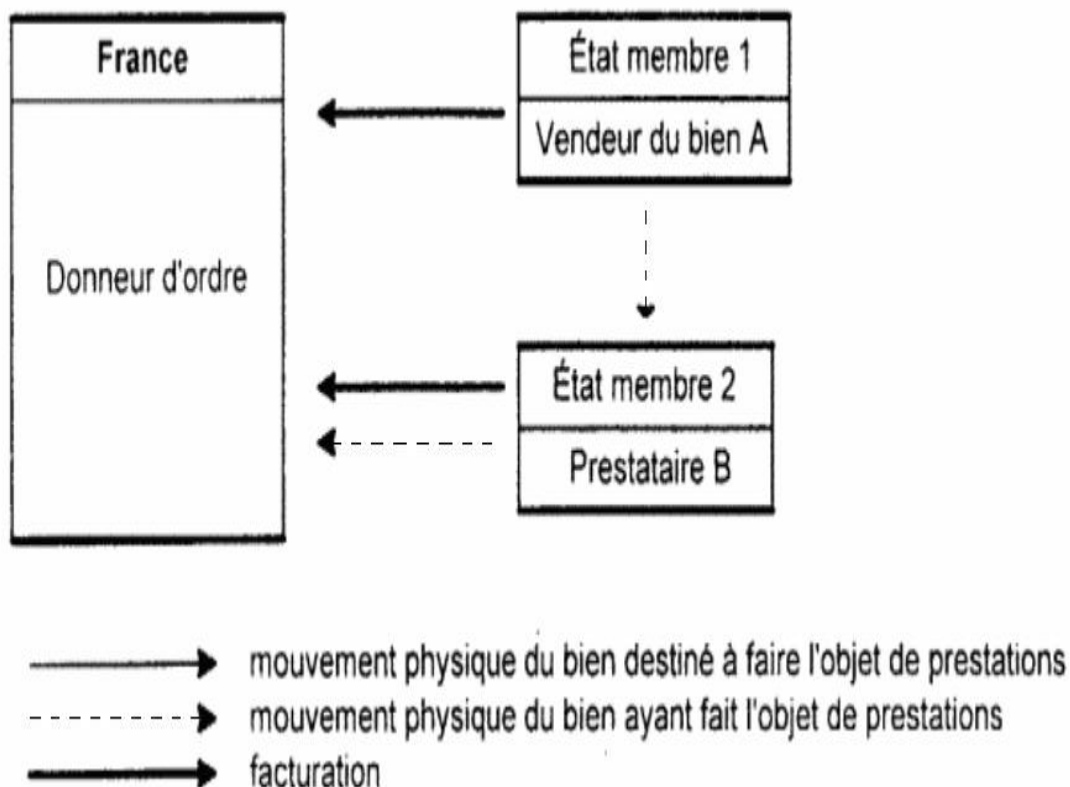 France
Donneur d'ordre
État membre 1
Vendeur du bien A
État membre 2
Prestataire B
mouvement physique du bien destiné à faire l'objet de prestations
mouvement physique du bien ayant fait l'objet de prestations
facturation